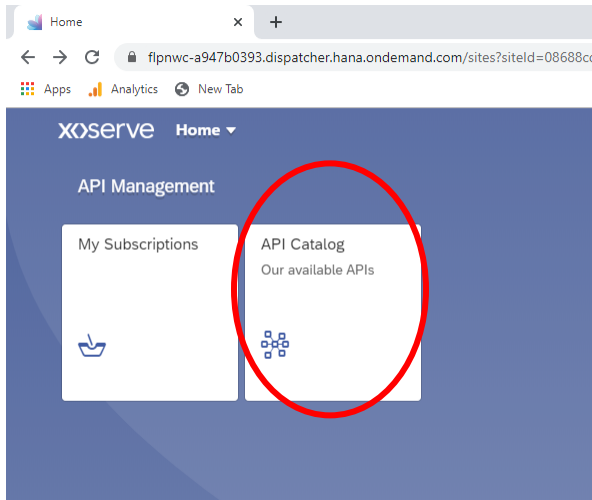 Home
flpnwc-a947b0393.dispatcher.hana.ondemand.com/sites?siteId=08688cc
Apps Analytics New Tab
xoserve Home
API Management
My Subscriptions
API Catalog
Our available APIs